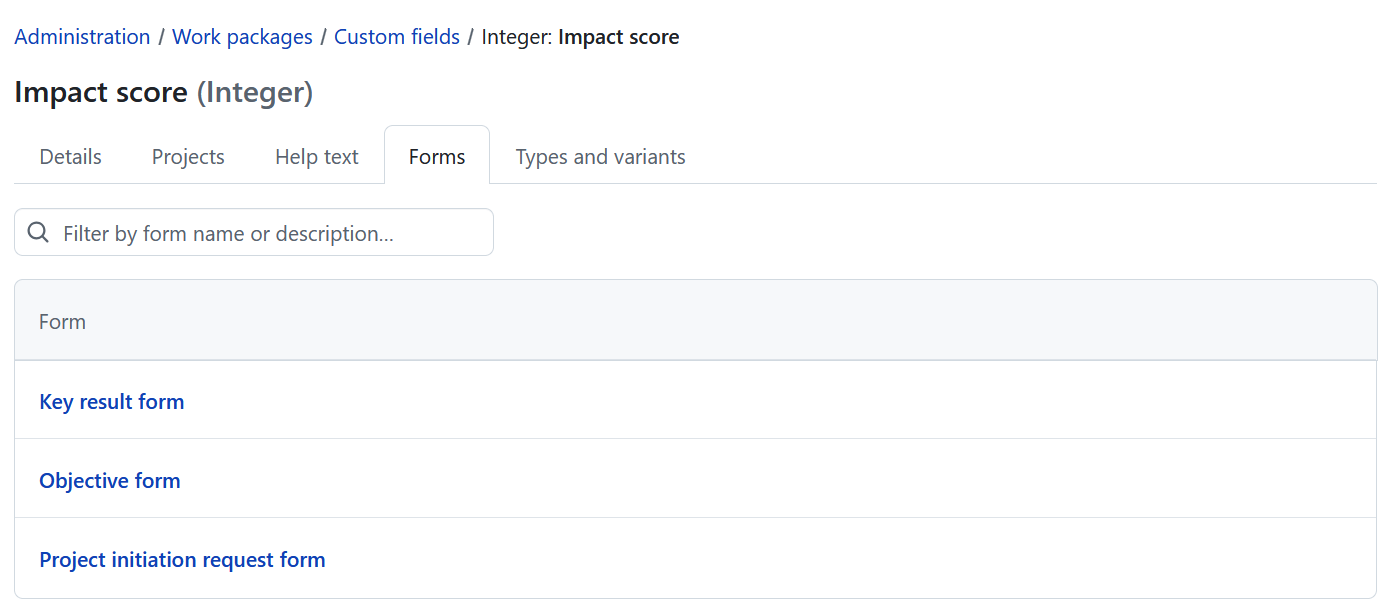 Administration / Work packages / Custom fields / Integer: Impact score
Impact score (Integer)
Details Projects Help text Forms Types and variants
Filter by form name or description...
Form
Key result form
Objective form
Project initiation request form